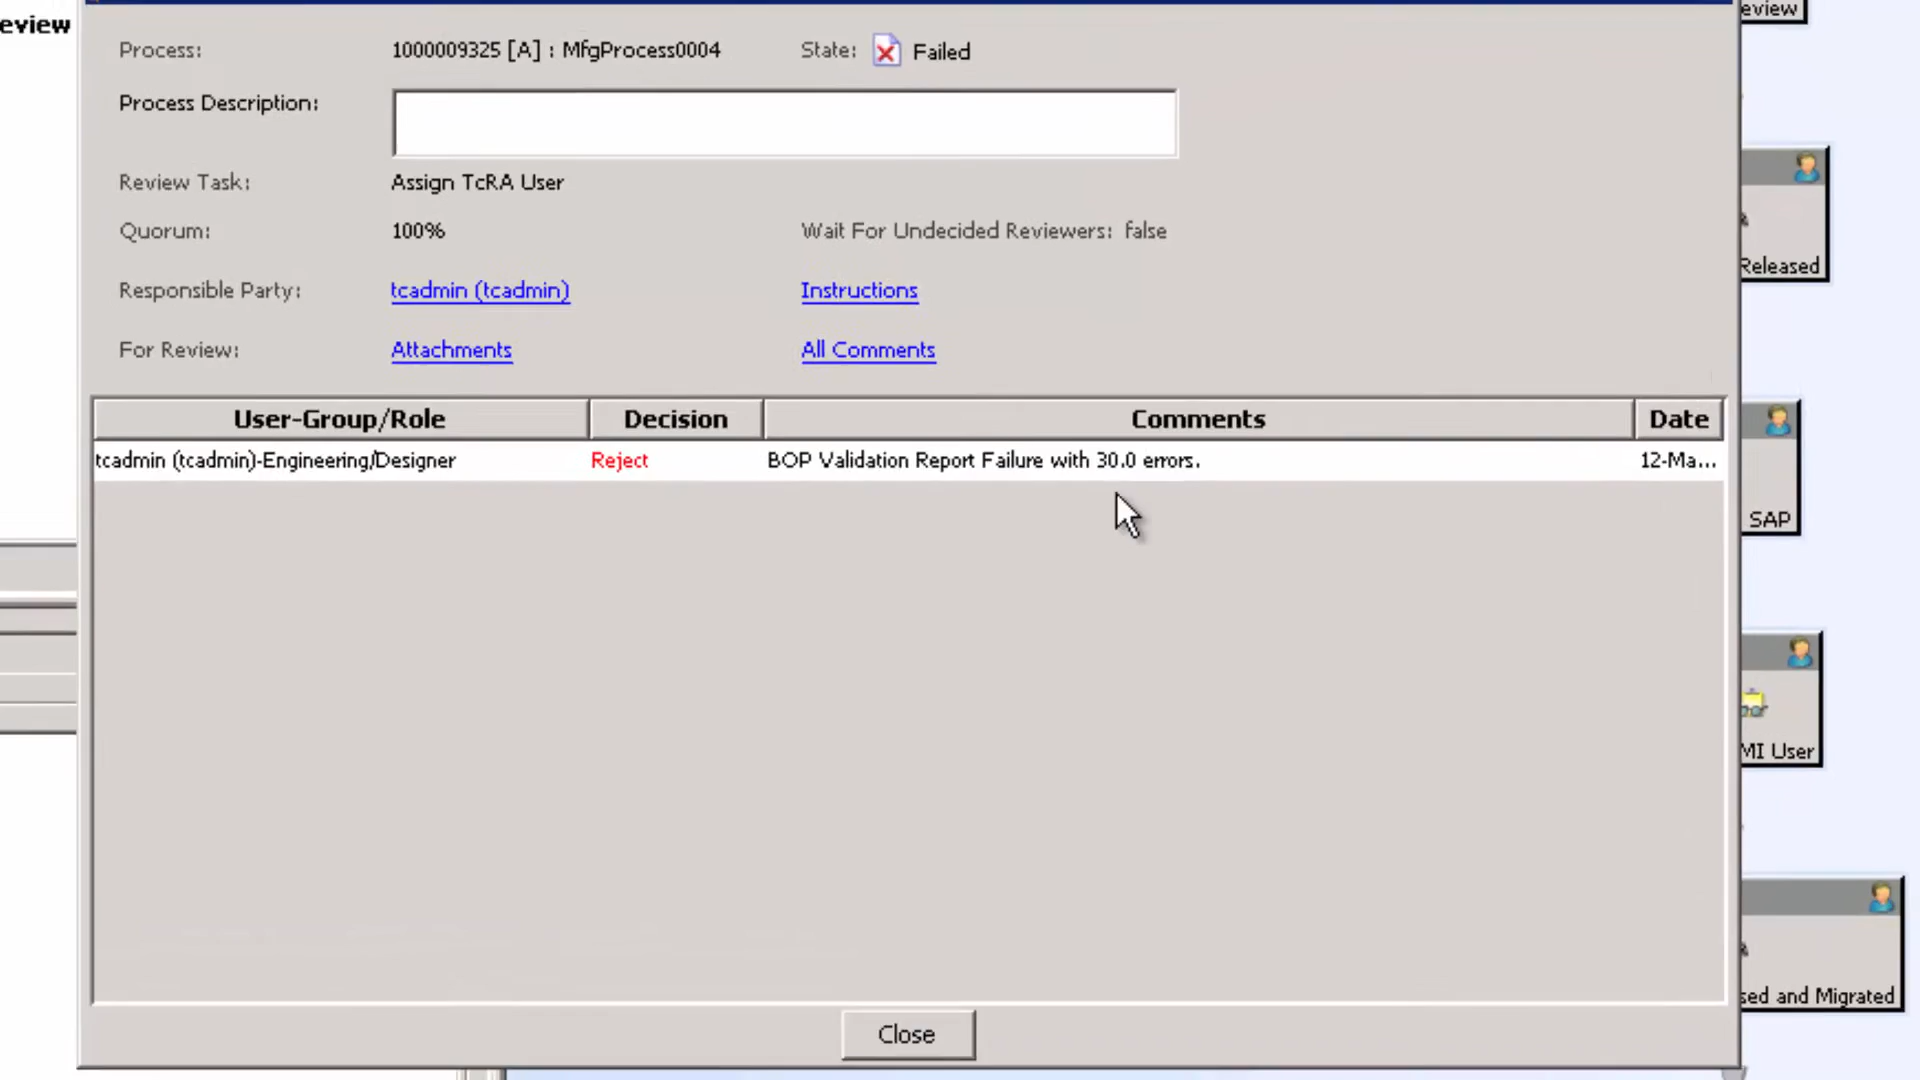 eview
eview
Process: 1000009325 [A] : MfgProcess0004 State: Failed
Process Description:
Review Task: Assign TcRA User
Quorum: 100% Wait For Undecided Reviewers: false
Responsible Party: tcadmin (tcadmin) Instructions
For Review: Attachments All Comments
User-Group/Role Decision Comments Date
tcadmin (tcadmin)-Engineering/Designer Reject BOP Validation Report Failure with 30.0 errors. 12-Ma...
Close
Released
SAP
MI User
sed and Migrated